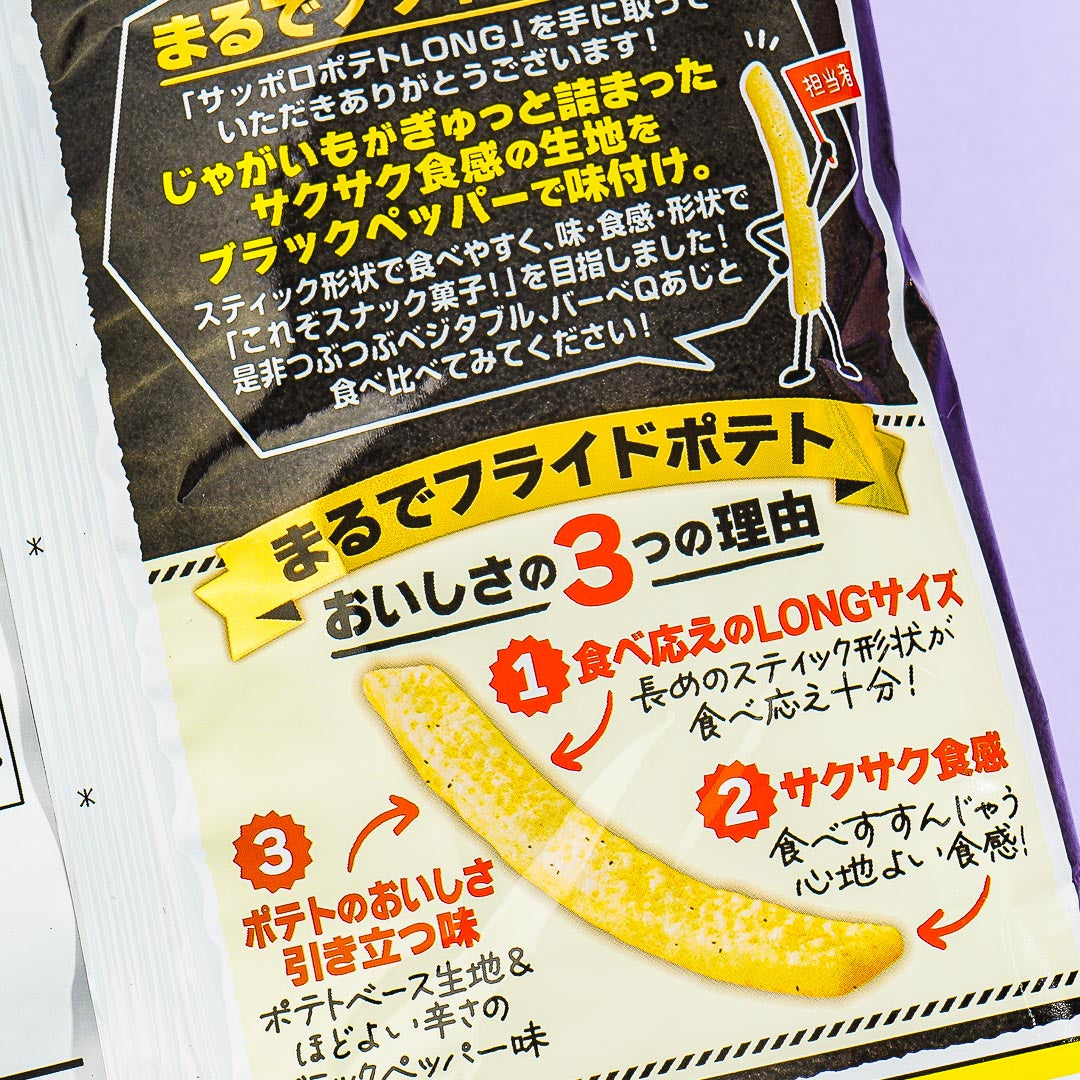 まるでフライ
「サッポロポテトLONG」を手に取って
いただきありがとうございます!
じゃがいもがぎゅっと詰まった
サクサク食感の生地を
ブラックペッパーで味付け。
スティック形状で食べやすく、味・食感・形状で
「これぞスナック菓子!」を目指しました!
是非つぶつぶベジタブル、バーベQあじと
食べ比べてみてください!
担当者
まるでフライドポテト
おいしさの3つの理由
1 食べ応えのLONGサイズ
長めのスティック形状が
食べ応え十分!
2 サクサク食感
食べすすんじゃう
心地よい食感!
3
ポテトのおいしさ
引き立つ味
ポテトベース生地&
ほどよい辛さの
ブラックペッパー味
*
*